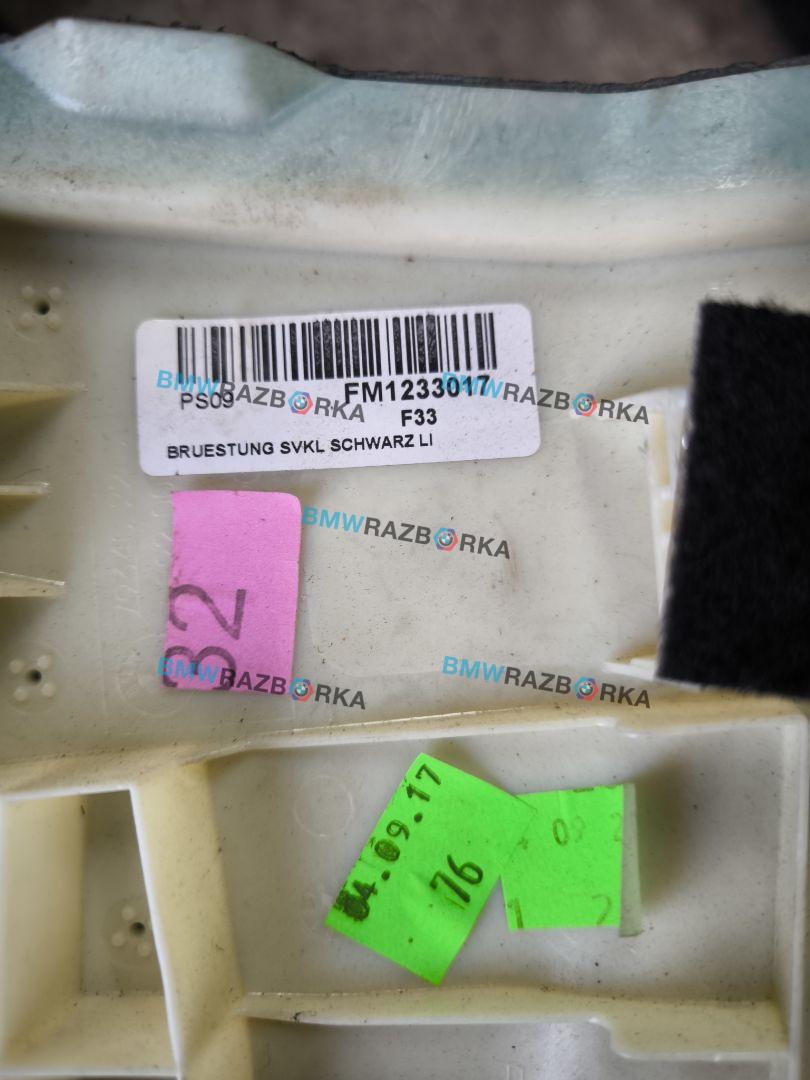 PS09
FM1233017
F33
BRUESTUNG SVKL SCHWARZ LI
BMWRAZBORKA
BMWRAZBORKA
BMWRAZBORKA
32
BMWRAZBORKA
BMWRAZBORKA
04.09.17
76